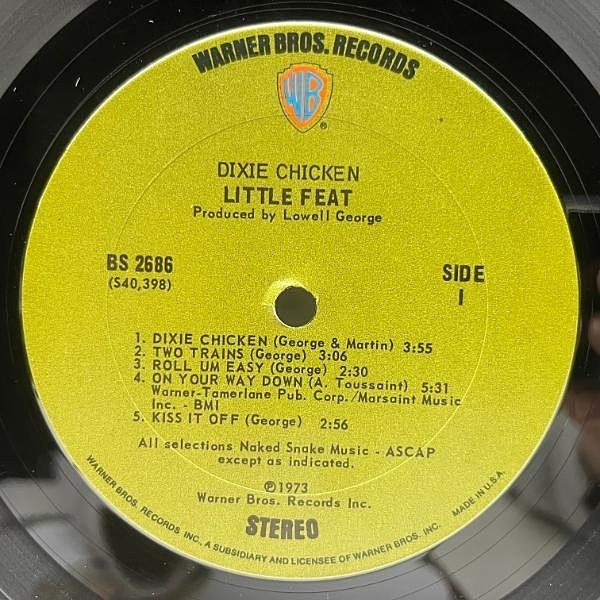 WARNER BROS. RECORDS
WB
®
DIXIE CHICKEN
LITTLE FEAT
Produced by Lowell George
BS 2686
(S40,398)
SIDE
1
1. DIXIE CHICKEN (George & Martin) 3:55
2. TWO TRAINS (George) 3:06
3. ROLL UM EASY (George) 2:30
4. ON YOUR WAY DOWN (A. Toussaint) 5:31
Warner-Tamerlane Pub. Corp./Marsaint Music
Inc. - BMI
5. KISS IT OFF (George) 2:56
All selections Naked Snake Music - ASCAP
except as indicated.
℗1973
Warner Bros. Records Inc.
STEREO
WARNER BROS. RECORDS INC., A SUBSIDIARY AND LICENSEE OF WARNER BROS. INC. MADE IN U.S.A.